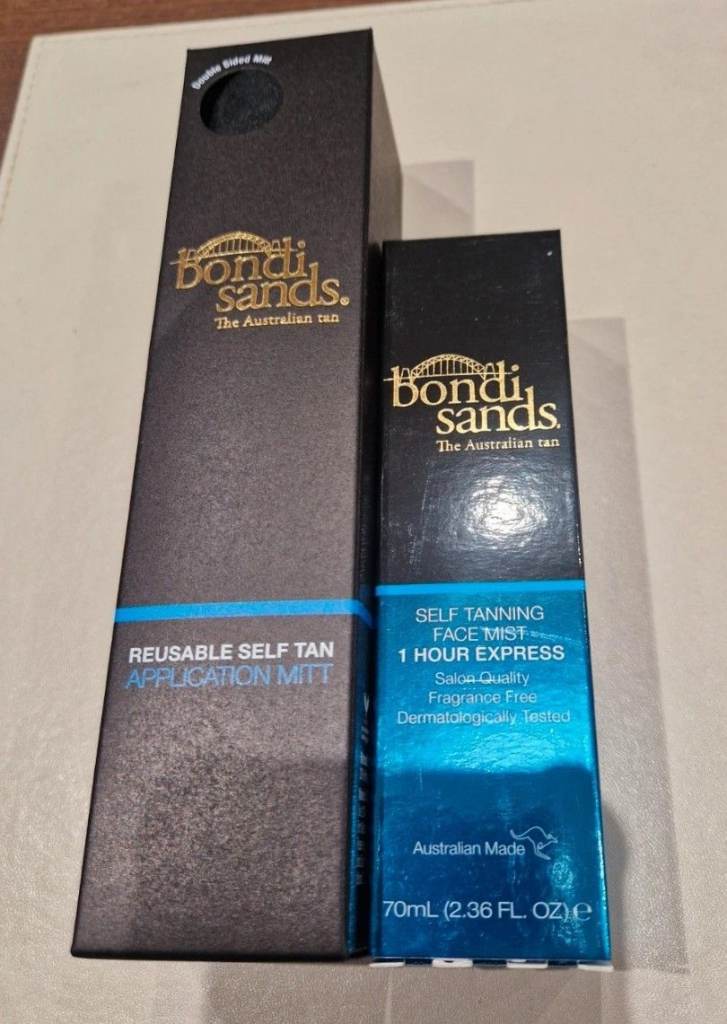 Double Sided Mitt
bondi
sands®
The Australian tan
REUSABLE SELF TAN
APPLICATION MITT
bondi
sands.
The Australian tan
SELF TANNING
FACE MIST
1 HOUR EXPRESS
Salon Quality
Fragrance Free
Dermatologically Tested
Australian Made
70mL (2.36 FL. OZ) ℮